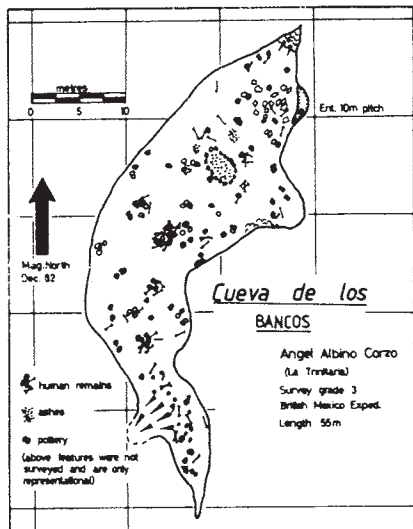 metres
0 5 10
Ent. 10m pitch
Mag. North
Dec. 82
Cueva de los
BANCOS
Angel Albino Corzo
(La Trinitaria)
Survey grade 3
British Mexico Exped.
Length 55m
human remains
ashes
pottery
(above features were not
surveyed and are only
representational)